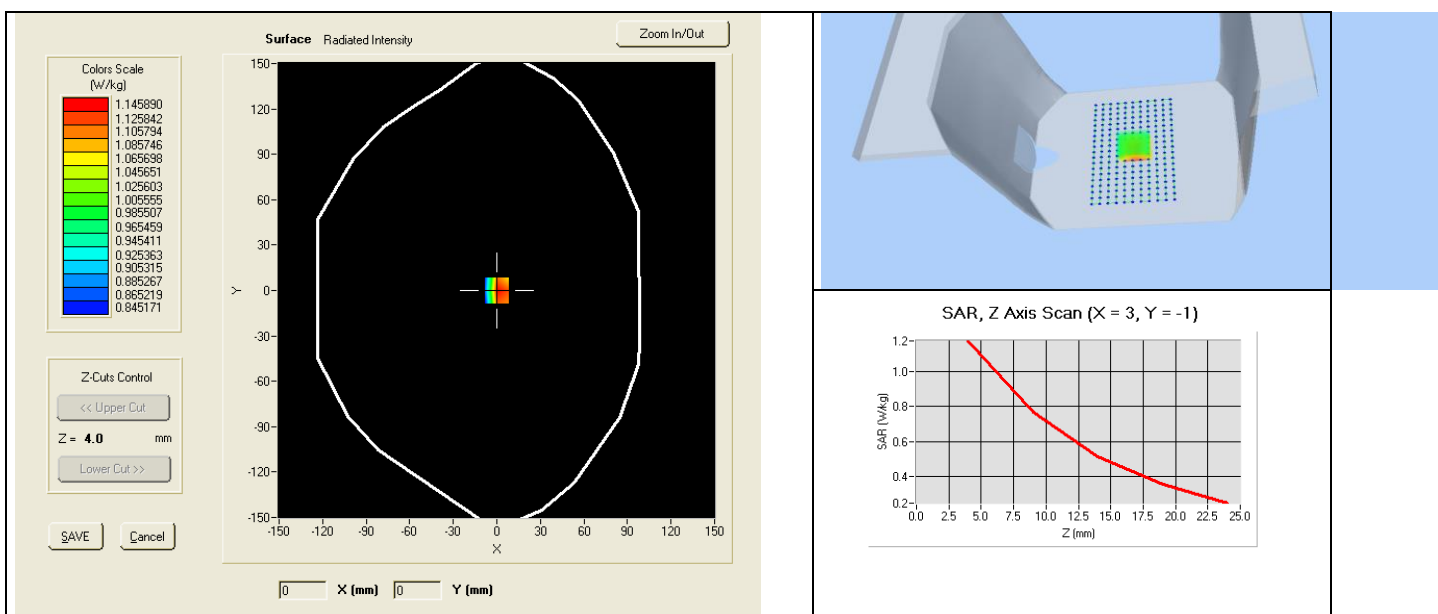 Surface Radiated Intensity
Zoom In/Out
Colors Scale
(W/kg)
1.145890
1.125842
1.105794
1.085746
1.065698
1.045651
1.025603
1.005555
0.985507
0.965459
0.945411
0.925363
0.905315
0.885267
0.865219
0.845171
Z-Cuts Control
<< Upper Cut
Z = 4.0 mm
Lower Cut >>
SAVE Cancel
150
120
90
60
30
0
-30
-60
-90
-120
-150
Y
-150 -120 -90 -60 -30 0 30 60 90 120 150
X
0 X (mm) 0 Y (mm)
SAR, Z Axis Scan (X = 3, Y = -1)
1.2
1.0
0.8
0.6
0.4
0.2
SAR (W/kg)
0.0 2.5 5.0 7.5 10.0 12.5 15.0 17.5 20.0 22.5 25.0
Z (mm)